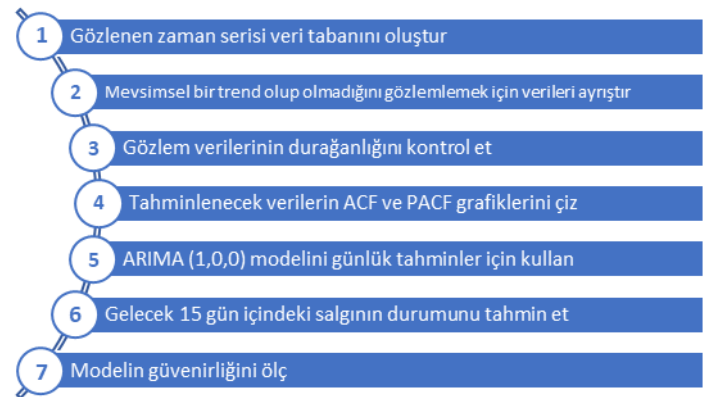 1 Gözlenen zaman serisi veri tabanını oluştur
2 Mevsimsel bir trend olup olmadığını gözlemlemek için verileri ayrıştır
3 Gözlem verilerinin durağanlığını kontrol et
4 Tahminlenecek verilerin ACF ve PACF grafiklerini çiz
5 ARIMA (1,0,0) modelini günlük tahminler için kullan
6 Gelecek 15 gün içindeki salgının durumunu tahmin et
7 Modelin güvenirliğini ölç